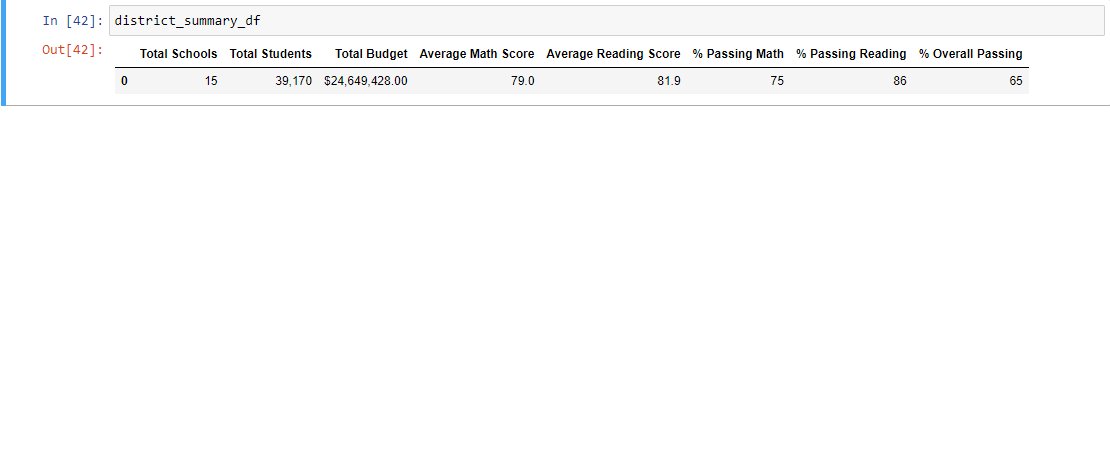 In [42]: district_summary_df
Out[42]:
Total Schools Total Students Total Budget Average Math Score Average Reading Score % Passing Math % Passing Reading % Overall Passing
0 15 39,170 $24,649,428.00 79.0 81.9 75 86 65